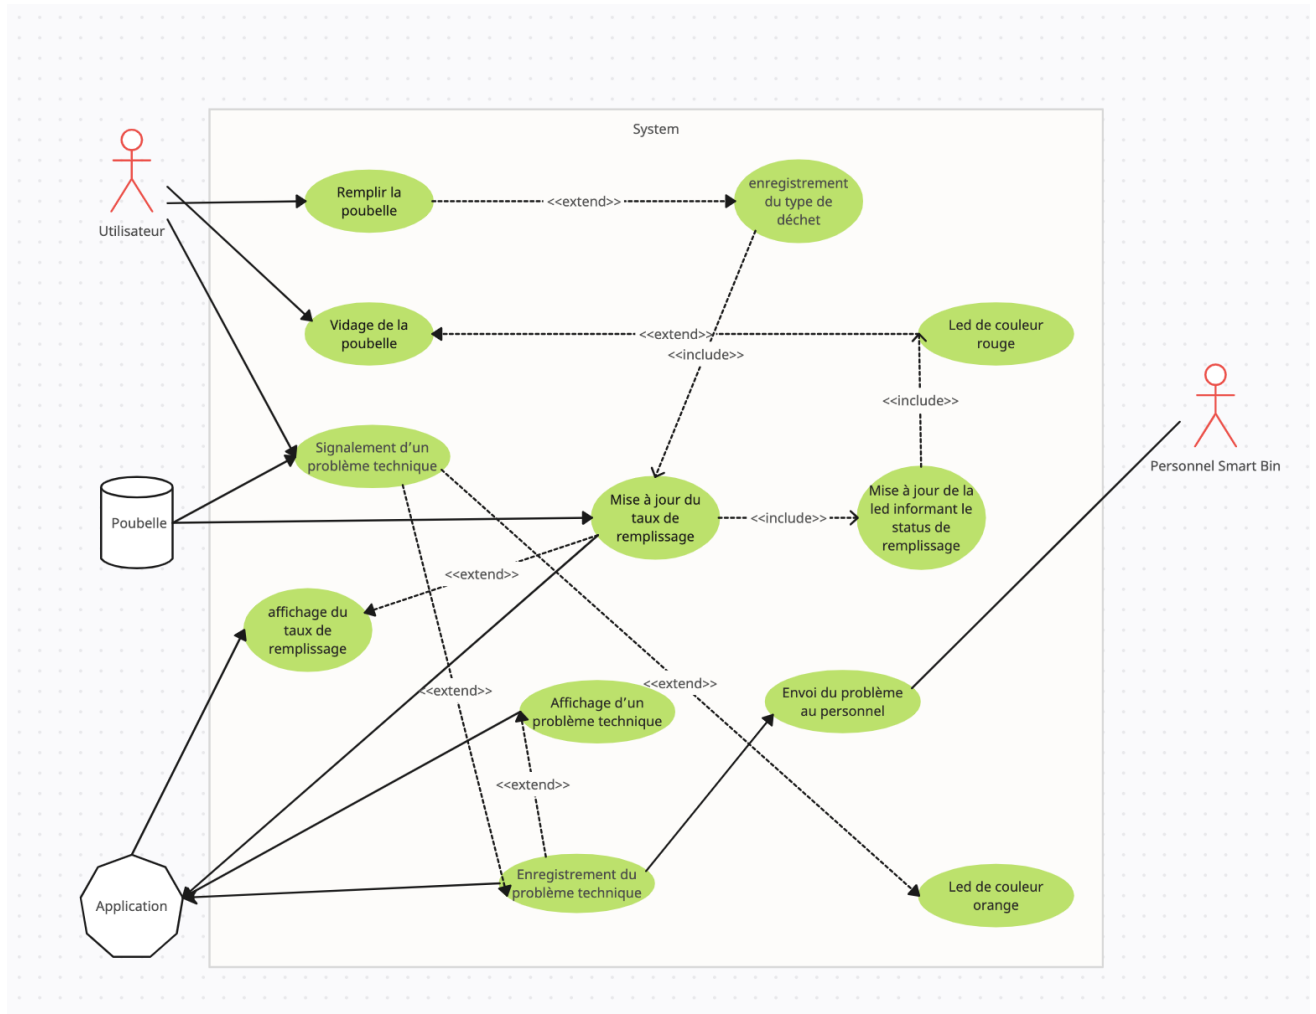 System
Utilisateur
Remplir la
poubelle
<<extend>>
enregistrement
du type de
déchet
Vidage de la
poubelle
<<extend>>
<<include>>
Led de couleur
rouge
<<include>>
Personnel Smart Bin
Signalement d'un
problème technique
Poubelle
Mise à jour du
taux de
remplissage
<<include>>
Mise à jour de la
led informant le
status de
remplissage
<<extend>>
affichage du
taux de
remplissage
<<extend>>
<<extend>>
Affichage d'un
problème technique
Envoi du problème
au personnel
<<extend>>
Enregistrement du
problème technique
Led de couleur
orange
Application